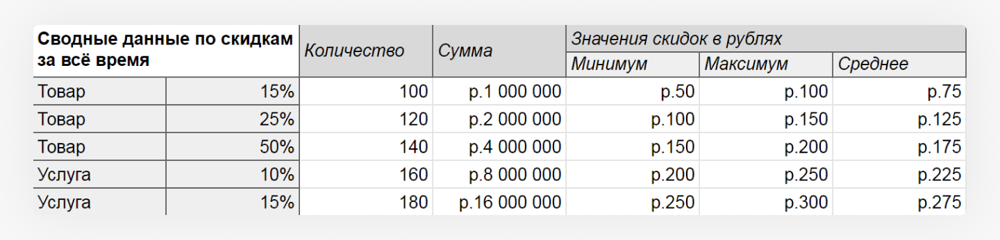 Сводные данные по скидкам
за всё время
Количество Сумма Значения скидок в рублях
Минимум Максимум Среднее
Товар 15% 100 р.1 000 000 р.50 р.100 р.75
Товар 25% 120 р.2 000 000 р.100 р.150 р.125
Товар 50% 140 р.4 000 000 р.150 р.200 р.175
Услуга 10% 160 р.8 000 000 р.200 р.250 р.225
Услуга 15% 180 р.16 000 000 р.250 р.300 р.275